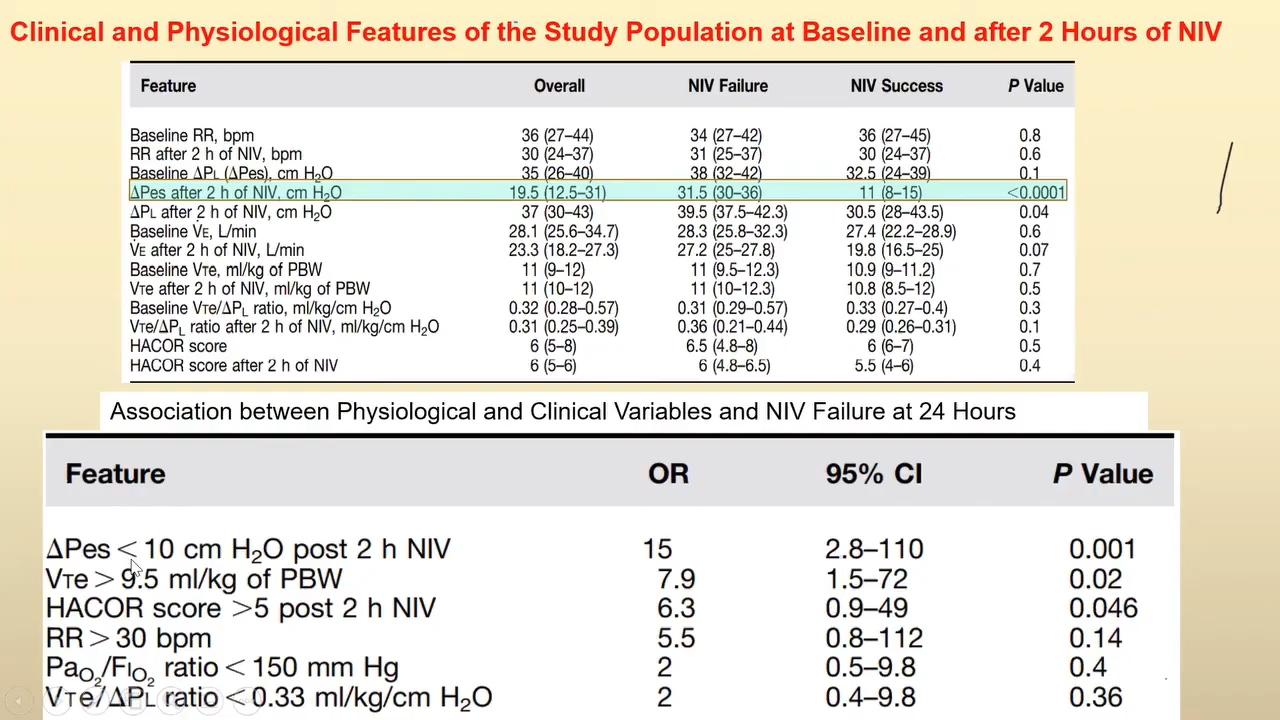 Clinical and Physiological Features of the Study Population at Baseline and after 2 Hours of NIV
Feature Overall NIV Failure NIV Success P Value
Baseline RR, bpm 36 (27–44) 34 (27–42) 36 (27–45) 0.8
RR after 2 h of NIV, bpm 30 (24–37) 31 (25–37) 30 (24–37) 0.6
Baseline ΔPL (ΔPes), cm H2O 35 (26–40) 38 (32–42) 32.5 (24–39) 0.1
ΔPes after 2 h of NIV, cm H2O 19.5 (12.5–31) 31.5 (30–36) 11 (8–15) <0.0001
ΔPL after 2 h of NIV, cm H2O 37 (30–43) 39.5 (37.5–42.3) 30.5 (28–43.5) 0.04
Baseline V̇E, L/min 28.1 (25.6–34.7) 28.3 (25.8–32.3) 27.4 (22.2–28.9) 0.6
V̇E after 2 h of NIV, L/min 23.3 (18.2–27.3) 27.2 (25–27.8) 19.8 (16.5–25) 0.07
Baseline VTE, ml/kg of PBW 11 (9–12) 11 (9.5–12.3) 10.9 (9–11.2) 0.7
VTE after 2 h of NIV, ml/kg of PBW 11 (10–12) 11 (10–12.3) 10.8 (8.5–12) 0.5
Baseline VTE/ΔPL ratio, ml/kg/cm H2O 0.32 (0.28–0.57) 0.31 (0.29–0.57) 0.33 (0.27–0.4) 0.3
VTE/ΔPL ratio after 2 h of NIV, ml/kg/cm H2O 0.31 (0.25–0.39) 0.36 (0.21–0.44) 0.29 (0.26–0.31) 0.1
HACOR score 6 (5–8) 6.5 (4.8–8) 6 (6–7) 0.5
HACOR score after 2 h of NIV 6 (5–6) 6 (4.8–6.5) 5.5 (4–6) 0.4
Association between Physiological and Clinical Variables and NIV Failure at 24 Hours
Feature OR 95% CI P Value
ΔPes < 10 cm H2O post 2 h NIV 15 2.8–110 0.001
VTE > 9.5 ml/kg of PBW 7.9 1.5–72 0.02
HACOR score >5 post 2 h NIV 6.3 0.9–49 0.046
RR > 30 bpm 5.5 0.8–112 0.14
PaO2/FIO2 ratio < 150 mm Hg 2 0.5–9.8 0.4
VTE/ΔPL ratio < 0.33 ml/kg/cm H2O 2 0.4–9.8 0.36